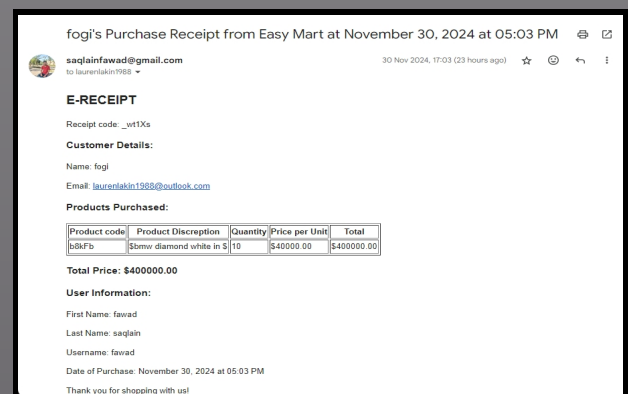 fogi's Purchase Receipt from Easy Mart at November 30, 2024 at 05:03 PM
saqlainfawad@gmail.com 30 Nov 2024, 17:03 (23 hours ago)
to laurenlakin1988
E-RECEIPT
Receipt code: _wt1Xs
Customer Details:
Name: fogi
Email: laurenlakin1988@outlook.com
Products Purchased:
Product code Product Discreption Quantity Price per Unit Total
b8kFb $bmw diamond white in $ 10 $40000.00 $400000.00
Total Price: $400000.00
User Information:
First Name: fawad
Last Name: saqlain
Username: fawad
Date of Purchase: November 30, 2024 at 05:03 PM
Thank you for shopping with us!